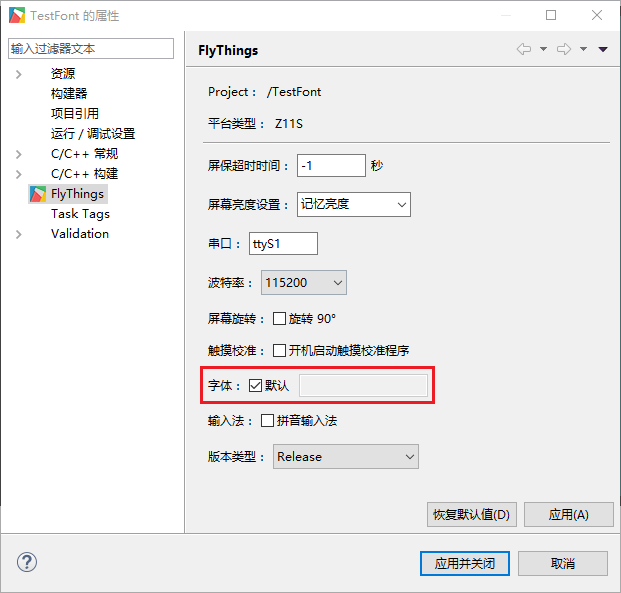 TestFont 的属性
输入过滤器文本
资源
构建器
项目引用
运行 / 调试设置
C/C++ 常规
C/C++ 构建
FlyThings
Task Tags
Validation
FlyThings
Project： /TestFont
平台类型： Z11S
屏保超时时间： -1 秒
屏幕亮度设置： 记忆亮度
串口： ttyS1
波特率： 115200
屏幕旋转： 旋转 90°
触摸校准： 开机启动触摸校准程序
字体： 默认
输入法： 拼音输入法
版本类型： Release
恢复默认值(D) 应用(A)
? 应用并关闭 取消